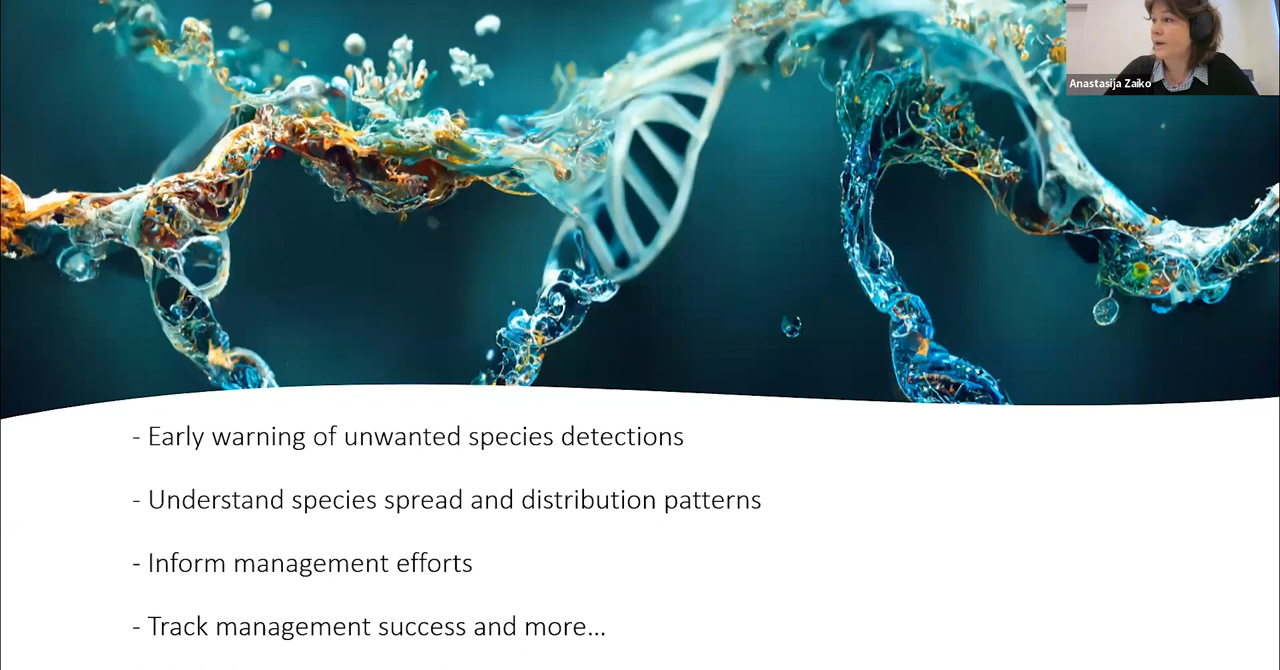 Anastasija Zaiko
- Early warning of unwanted species detections
- Understand species spread and distribution patterns
- Inform management efforts
- Track management success and more...